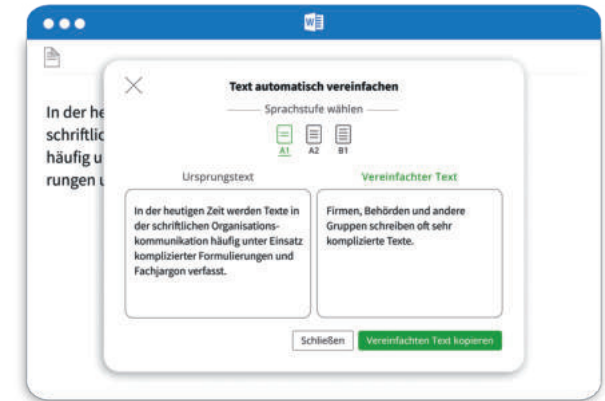 W
Text automatisch vereinfachen
Sprachstufe wählen
A1 A2 B1
In der he
schriftlic
häufig u
rungen u
Ursprungstext
In der heutigen Zeit werden Texte in
der schriftlichen Organisations-
kommunikation häufig unter Einsatz
komplizierter Formulierungen und
Fachjargon verfasst.
Vereinfachter Text
Firmen, Behörden und andere
Gruppen schreiben oft sehr
komplizierte Texte.
Schließen
Vereinfachten Text kopieren